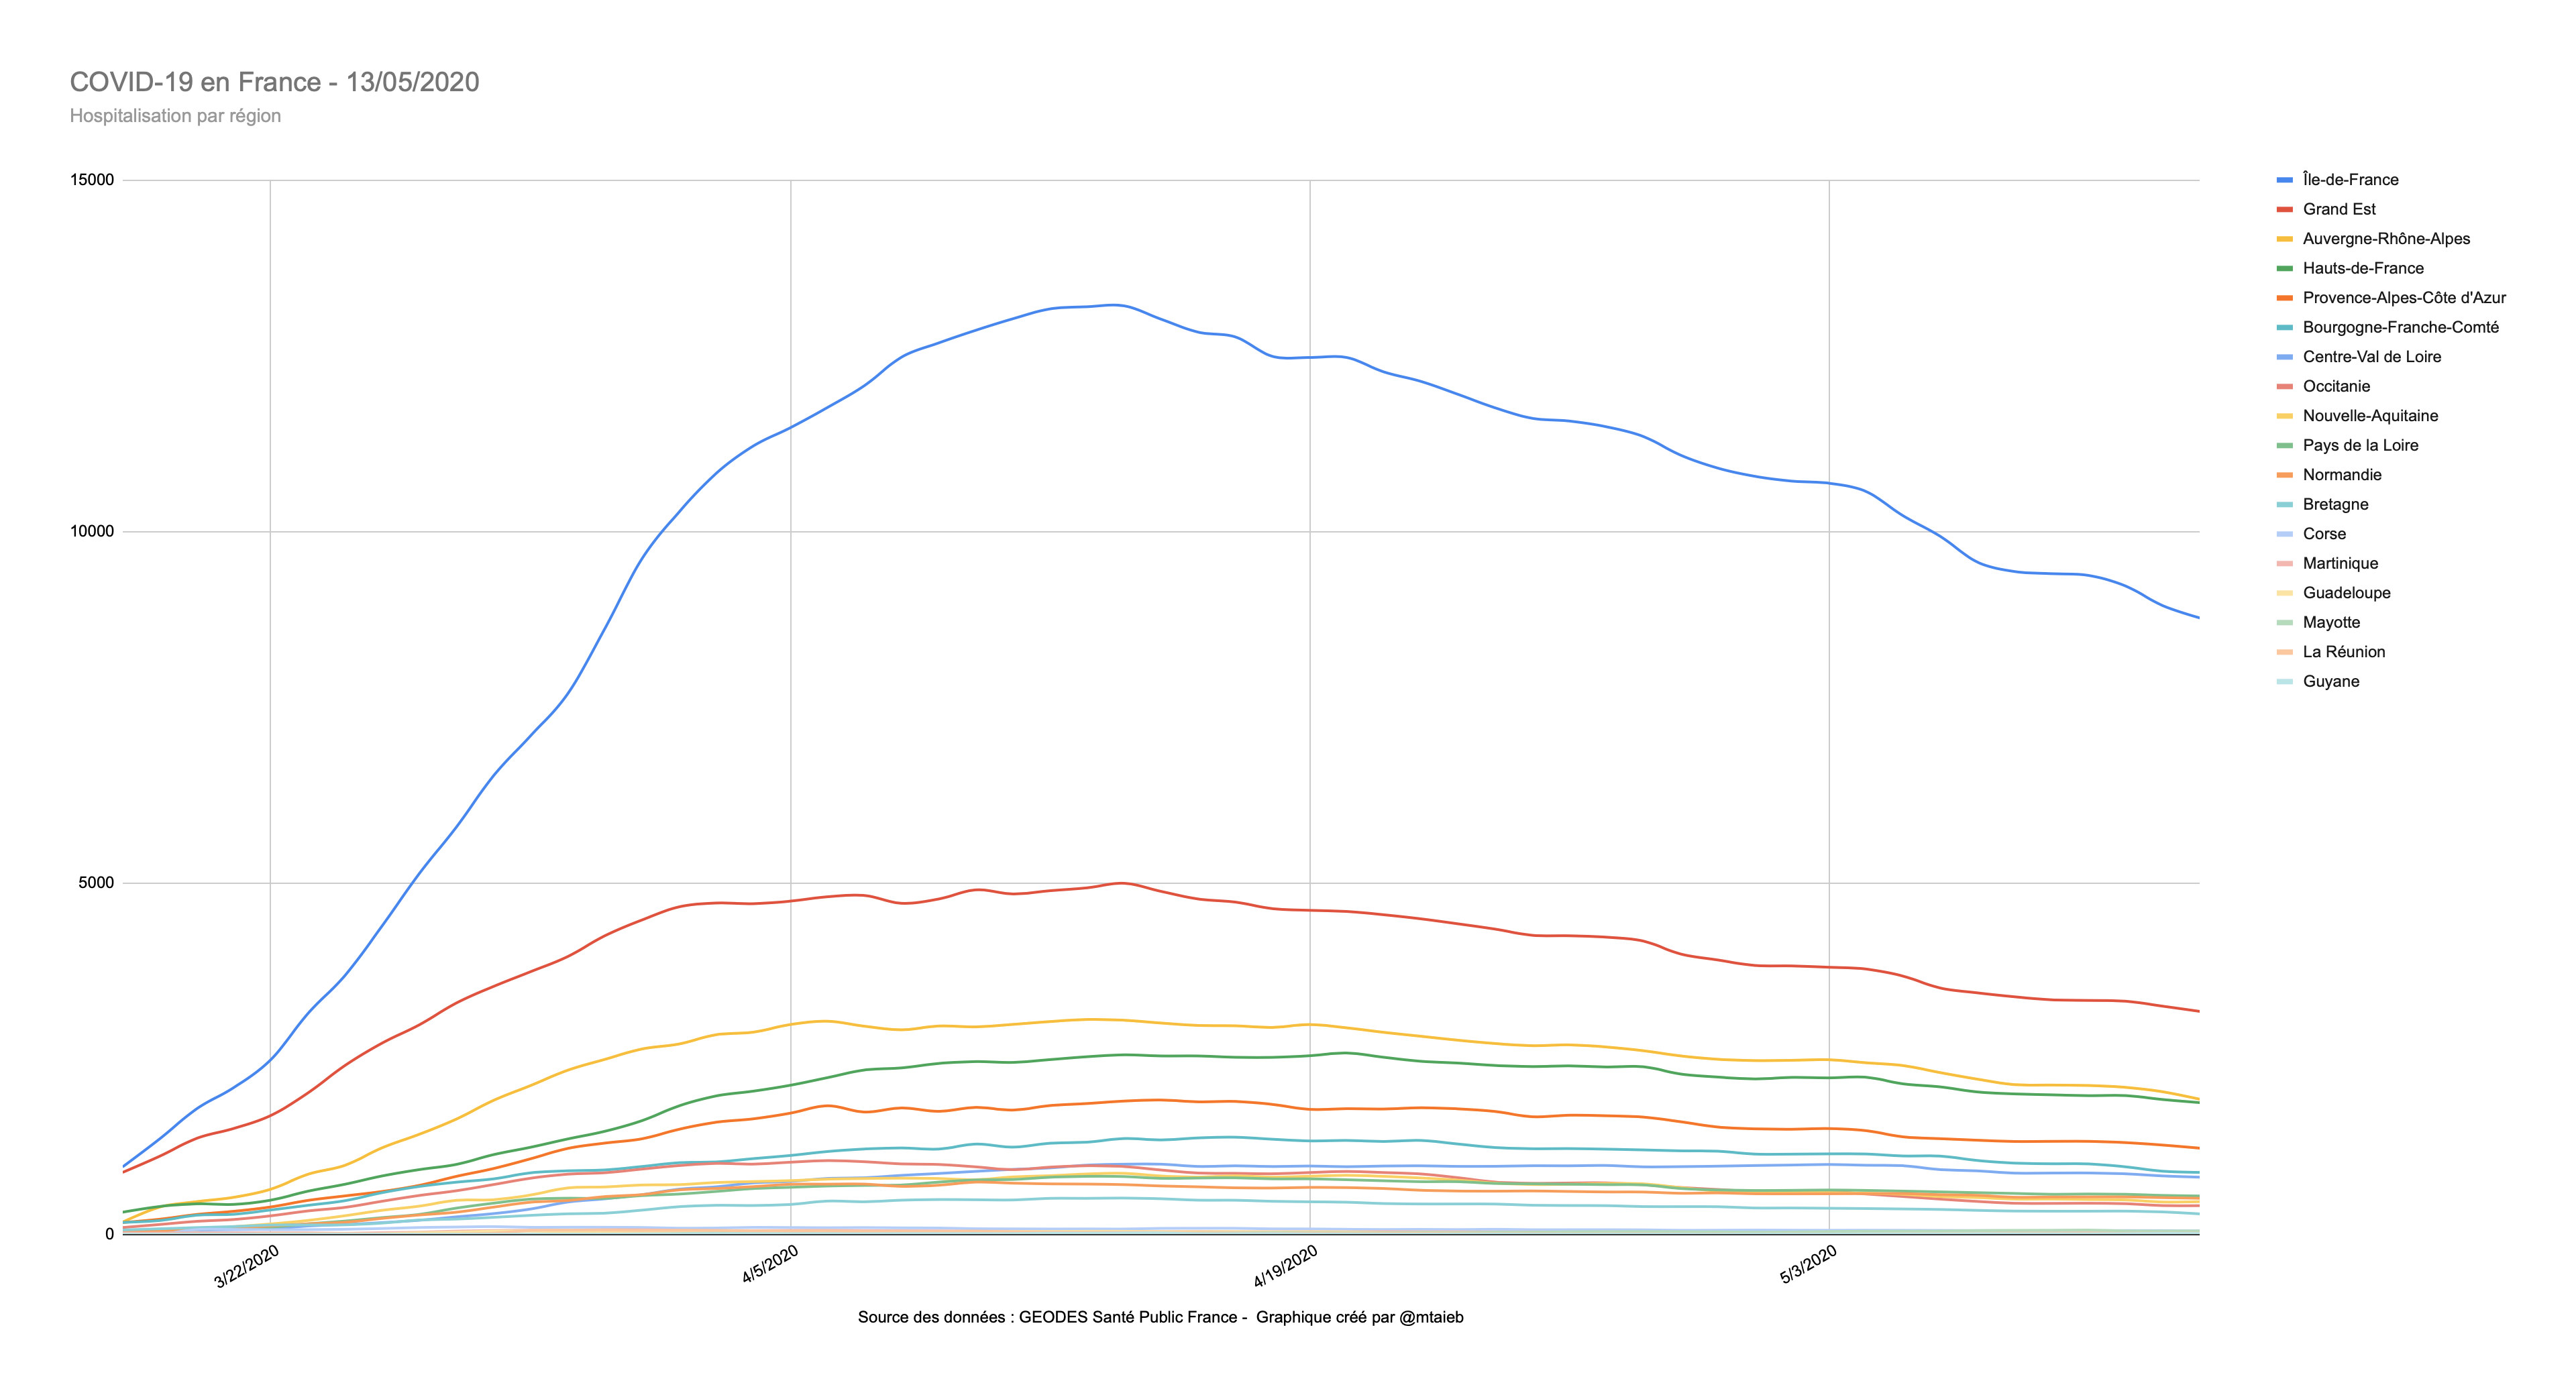 COVID-19 en France - 13/05/2020
Hospitalisation par région
15000
10000
5000
0
3/22/2020
4/5/2020
4/19/2020
5/3/2020
Île-de-France
Grand Est
Auvergne-Rhône-Alpes
Hauts-de-France
Provence-Alpes-Côte d'Azur
Bourgogne-Franche-Comté
Centre-Val de Loire
Occitanie
Nouvelle-Aquitaine
Pays de la Loire
Normandie
Bretagne
Corse
Martinique
Guadeloupe
Mayotte
La Réunion
Guyane
Source des données : GEODES Santé Public France -  Graphique créé par @mtaieb